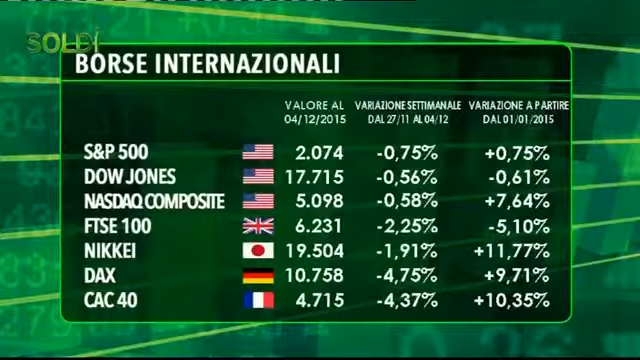 SOLDI
BORSE INTERNAZIONALI
VALORE AL VARIAZIONE SETTIMANALE VARIAZIONE A PARTIRE
04/12/2015 DAL 27/11 AL 04/12 DAL 01/01/2015
S&P 500 2.074 -0,75% +0,75%
DOW JONES 17.715 -0,56% -0,61%
NASDAQ COMPOSITE 5.098 -0,58% +7,64%
FTSE 100 6.231 -2,25% -5,10%
NIKKEI 19.504 -1,91% +11,77%
DAX 10.758 -4,75% +9,71%
CAC 40 4.715 -4,37% +10,35%